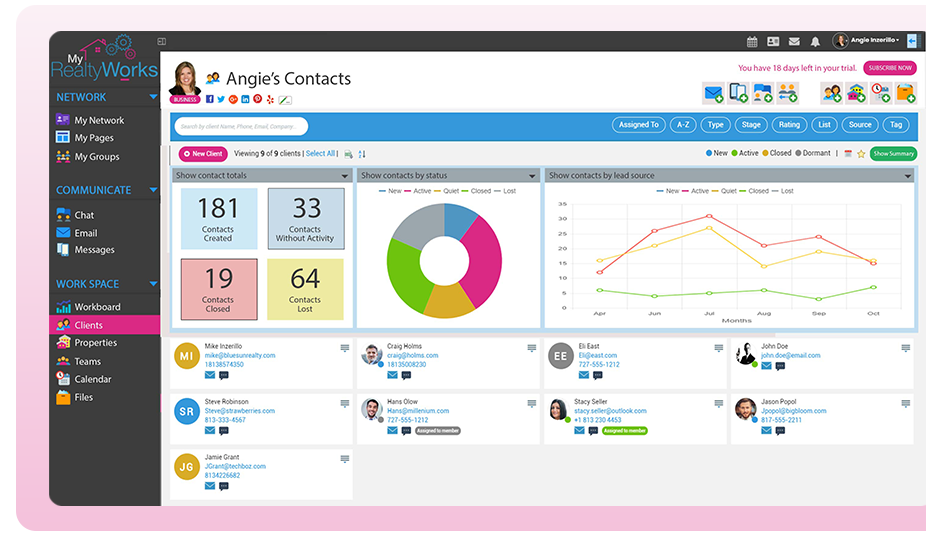 My
RealtyWorks
NETWORK
My Network
My Pages
My Groups
COMMUNICATE
Chat
Email
Messages
WORK SPACE
Workboard
Clients
Properties
Teams
Calendar
Files
Angie Inzerillo
You have 18 days left in your trial.
SUBSCRIBE NOW
Angie's Contacts
BUSINESS
Search by client Name, Phone, Email, Company...
Assigned To
A-Z
Type
Stage
Rating
List
Source
Tag
New Client
Viewing 9 of 9 clients | Select All |
New Active Closed Dormant |
Show Summary
Show contact totals
181
Contacts
Created
33
Contacts
Without Activity
19
Contacts
Closed
64
Contacts
Lost
Show contacts by status
New Active Quiet Closed Lost
Show contacts by lead source
New Active Quiet Closed Lost
35
30
25
20
15
10
5
0
Apr Jun Jul Aug Sep Oct
Months
MI
Mike Inzerillo
mike@bluesunrealty.com
18138574350
Craig Holms
craig@holms.com
18135008230
EE
Eli East
Eli@east.com
727-555-1212
John Doe
john.doe@email.com
SR
Steve Robinson
Steve@strawberries.com
813-333-4567
Hans Olow
Hans@millenium.com
727-555-1212
Assigned to member
Stacy Seller
stacy.seller@outlook.com
+1 813.230 4453
Assigned to member
Jason Popol
Jpopol@bigbloom.com
817-555-2211
JG
Jamie Grant
JGrant@techboz.com
8134226682